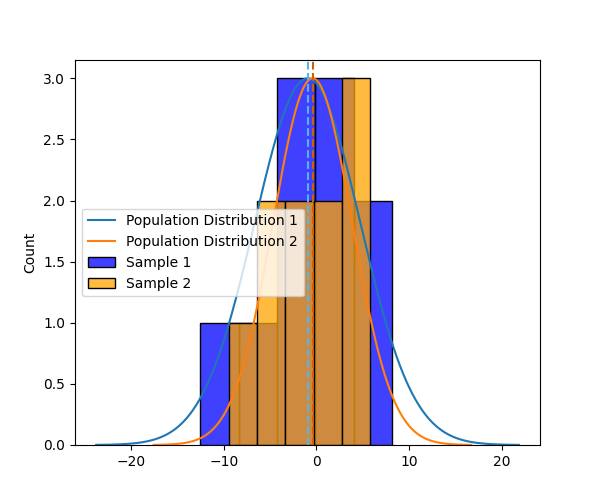 3.0
2.5
2.0
1.5
1.0
0.5
0.0
Count
Population Distribution 1
Population Distribution 2
Sample 1
Sample 2
−20
−10
0
10
20